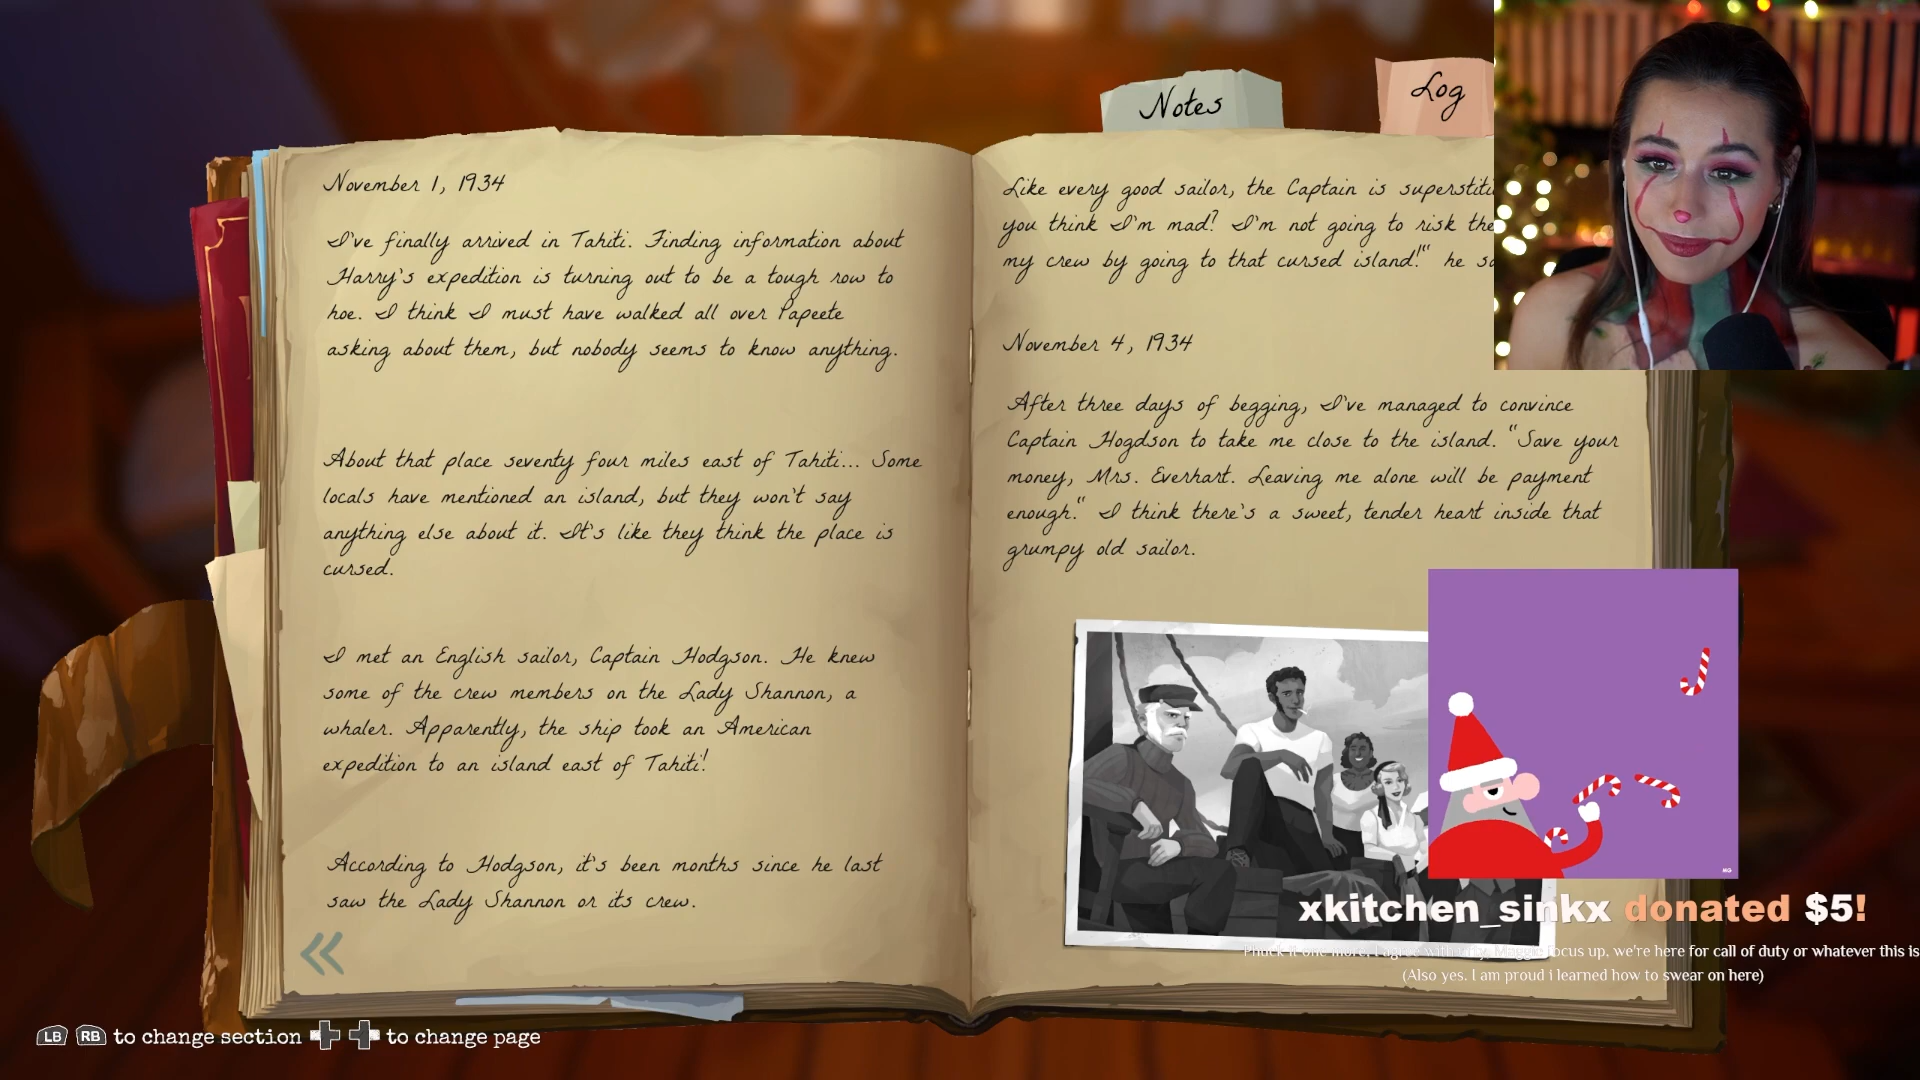 Notes
Log
November 1, 1934
I've finally arrived in Tahiti. Finding information about
Harry's expedition is turning out to be a tough row to
hoe. I think I must have walked all over Papeete
asking about them, but nobody seems to know anything.
About that place seventy four miles east of Tahiti... Some
locals have mentioned an island, but they won't say
anything else about it. It's like they think the place is
cursed.
I met an English sailor, Captain Hodgson. He knew
some of the crew members on the Lady Shannon, a
whaler. Apparently, the ship took an American
expedition to an island east of Tahiti!
According to Hodgson, it's been months since he last
saw the Lady Shannon or its crew.
Like every good sailor, the Captain is superstiti
you think I'm mad? I'm not going to risk the
my crew by going to that cursed island!" he sa
November 4, 1934
After three days of begging, I've managed to convince
Captain Hogdson to take me close to the island. "Save your
money, Mrs. Everhart. Leaving me alone will be payment
enough." I think there's a sweet, tender heart inside that
grumpy old sailor.
MG
xkitchen_sinkx donated $5!
it one more, I agree with Maggs focus up, we're here for call of duty or whatever this is
(Also yes. I am proud i learned how to swear on here)
LB RB to change section to change page